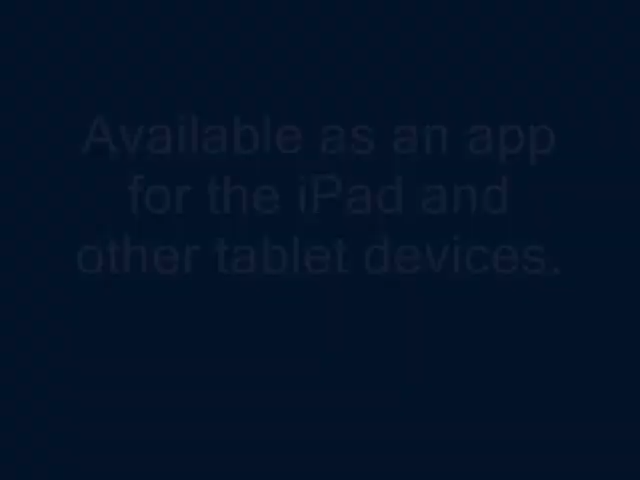 Available as an app
for the iPad and
other tablet devices.